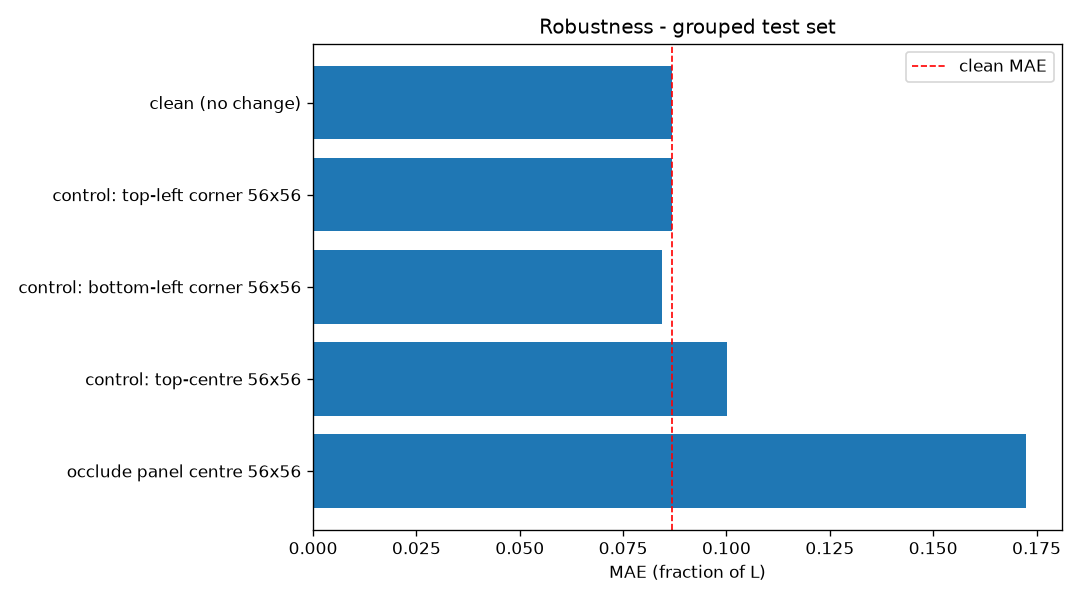 Robustness - grouped test set
clean MAE
clean (no change)
control: top-left corner 56x56
control: bottom-left corner 56x56
control: top-centre 56x56
occlude panel centre 56x56
0.000 0.025 0.050 0.075 0.100 0.125 0.150 0.175
MAE (fraction of L)